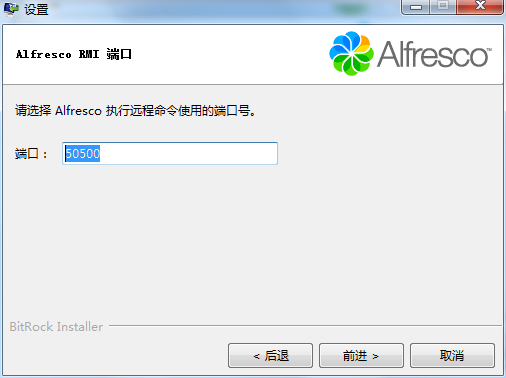 设置
Alfresco RMI 端口
Alfresco™
请选择 Alfresco 执行远程命令使用的端口号。
端口： 50500
BitRock Installer
< 后退 前进 > 取消